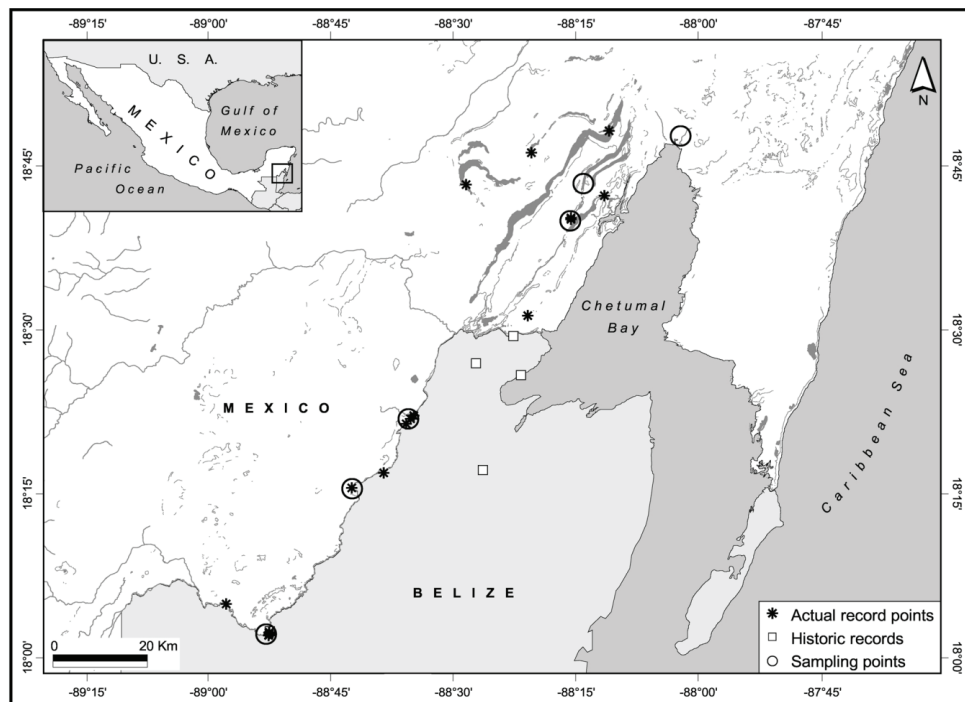 -89°15' -89°00' -88°45' -88°30' -88°15' -88°00' -87°45'
U. S. A.
Gulf of
Mexico
MEXICO
Pacific
Ocean
N
18°45' 18°45'
Chetumal
Bay
18°30' 18°30'
MEXICO
Caribbean Sea
18°15' 18°15'
BELIZE
Actual record points
Historic records
Sampling points
0 20 Km
18°00' 18°00'
-89°15' -89°00' -88°45' -88°30' -88°15' -88°00' -87°45'